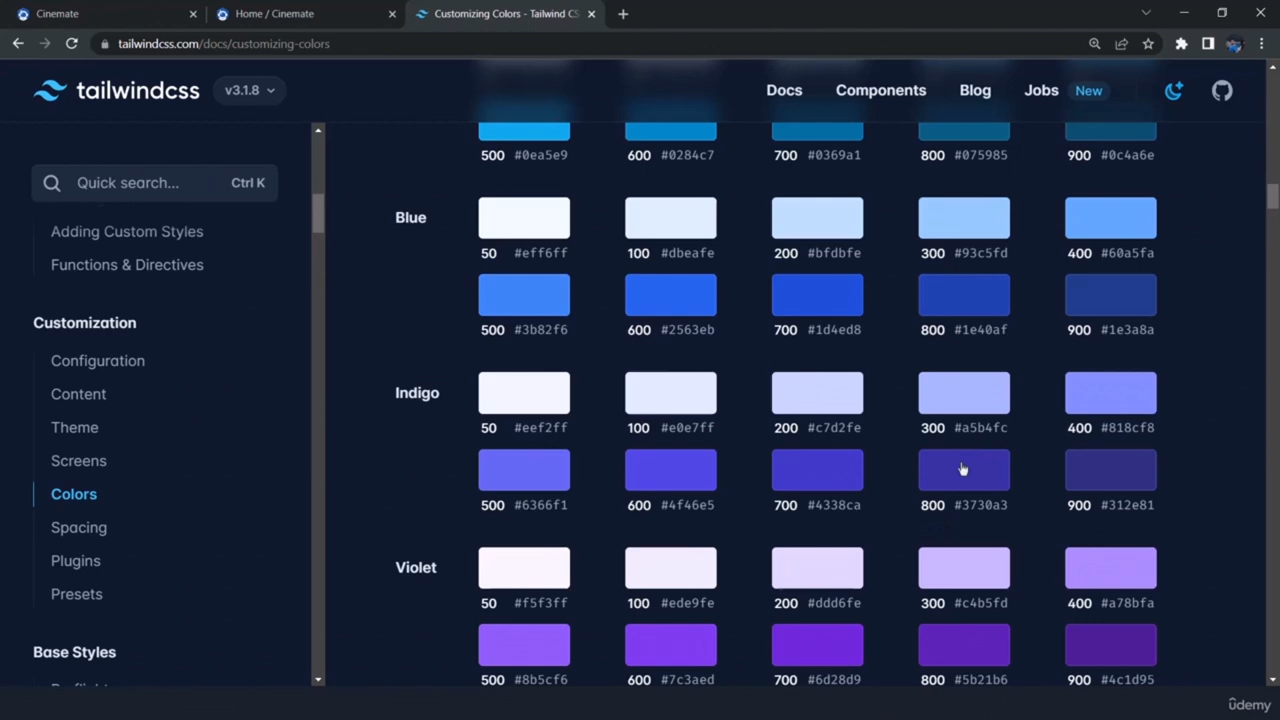 Cinemate
Home / Cinemate
Customizing Colors - Tailwind CS
tailwindcss.com/docs/customizing-colors
tailwindcss
v3.1.8
Docs
Components
Blog
Jobs
New
Quick search...
Ctrl K
Adding Custom Styles
Functions & Directives
Customization
Configuration
Content
Theme
Screens
Colors
Spacing
Plugins
Presets
Base Styles
500 #0ea5e9 600 #0284c7 700 #0369a1 800 #075985 900 #0c4a6e
Blue
50 #eff6ff 100 #dbeafe 200 #bfdbfe 300 #93c5fd 400 #60a5fa
500 #3b82f6 600 #2563eb 700 #1d4ed8 800 #1e40af 900 #1e3a8a
Indigo
50 #eef2ff 100 #e0e7ff 200 #c7d2fe 300 #a5b4fc 400 #818cf8
500 #6366f1 600 #4f46e5 700 #4338ca 800 #3730a3 900 #312e81
Violet
50 #f5f3ff 100 #ede9fe 200 #ddd6fe 300 #c4b5fd 400 #a78bfa
500 #8b5cf6 600 #7c3aed 700 #6d28d9 800 #5b21b6 900 #4c1d95
ûdemy